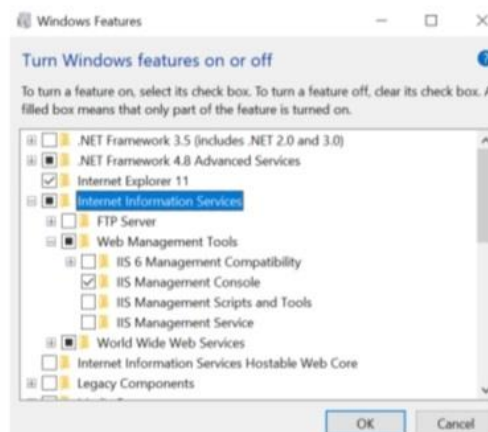 Windows Features
Turn Windows features on or off
To turn a feature on, select its check box. To turn a feature off, clear its check box. A
filled box means that only part of the feature is turned on.
.NET Framework 3.5 (includes .NET 2.0 and 3.0)
.NET Framework 4.8 Advanced Services
Internet Explorer 11
Internet Information Services
FTP Server
Web Management Tools
IIS 6 Management Compatibility
IIS Management Console
IIS Management Scripts and Tools
IIS Management Service
World Wide Web Services
Internet Information Services Hostable Web Core
Legacy Components
OK Cancel